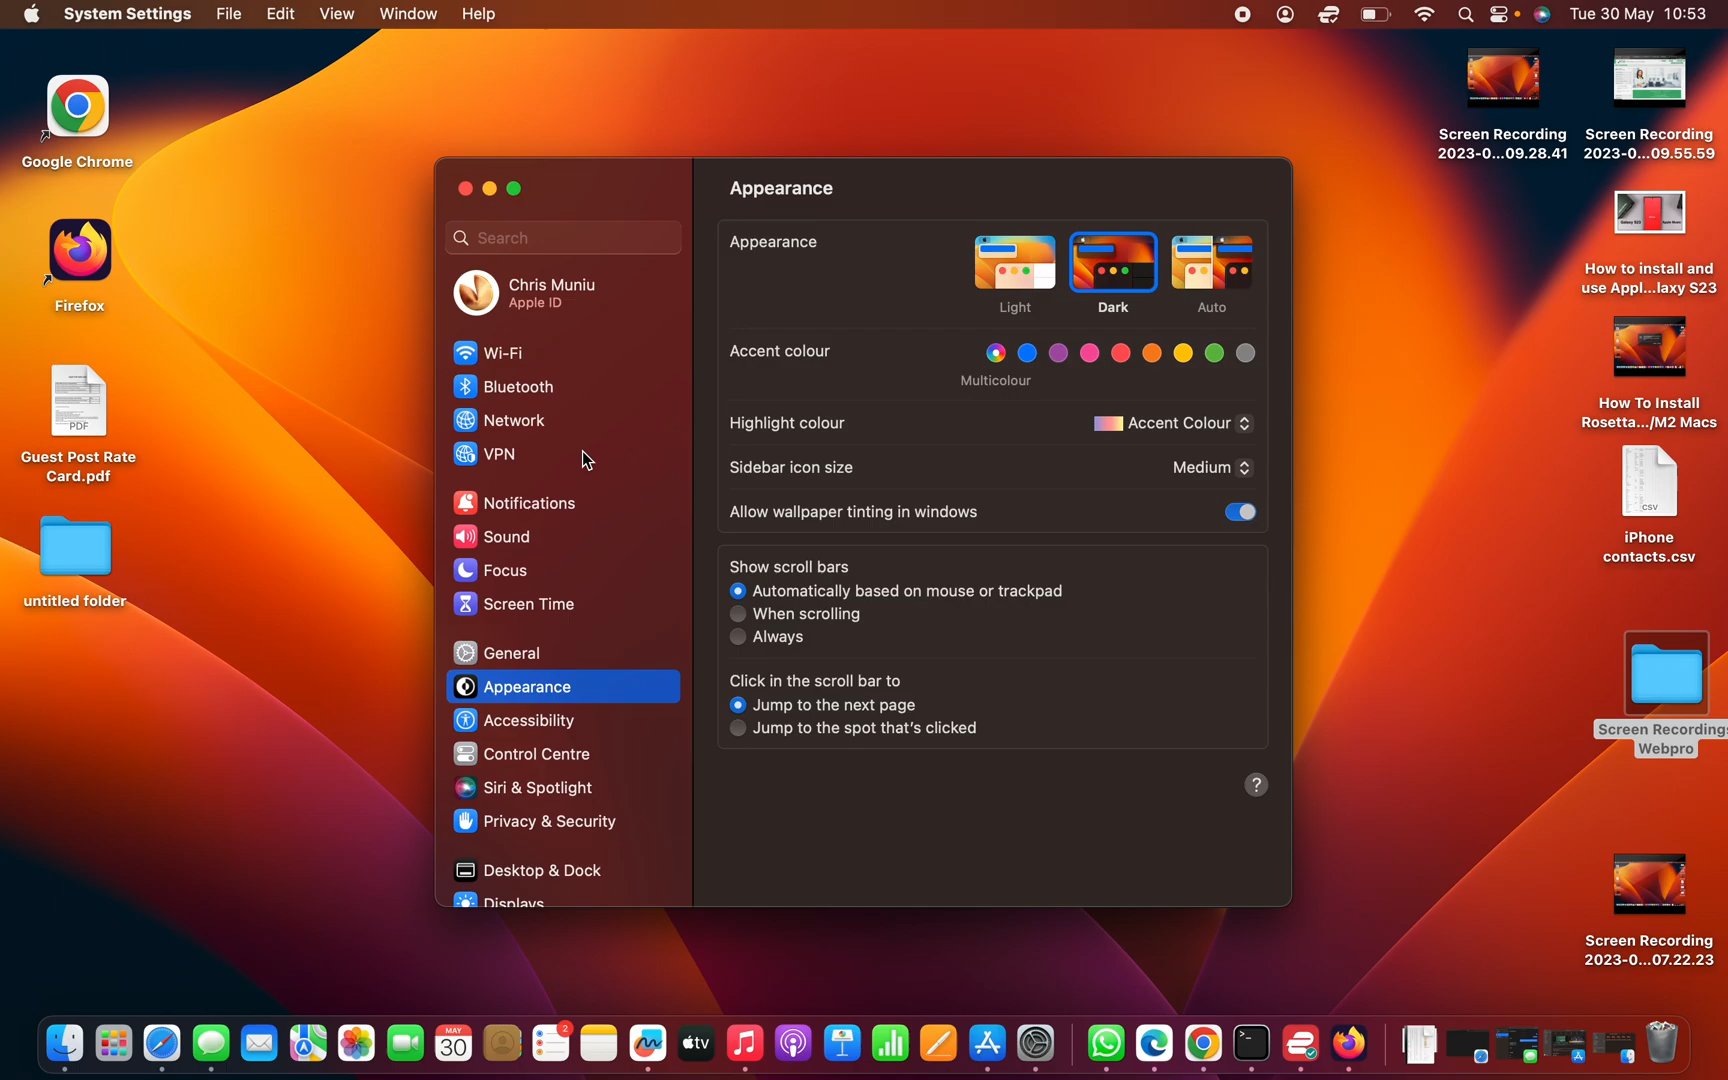 System Settings File Edit View Window Help Tue 30 May 10:53
Google Chrome
Firefox
PDF
Guest Post Rate
Card.pdf
untitled folder
Search
Chris Muniu
Apple ID
Wi-Fi
Bluetooth
Network
VPN
Notifications
Sound
Focus
Screen Time
General
Appearance
Accessibility
Control Centre
Siri & Spotlight
Privacy & Security
Desktop & Dock
Displays
Appearance
Appearance
Light Dark Auto
Accent colour
Multicolour
Highlight colour Accent Colour
Sidebar icon size Medium
Allow wallpaper tinting in windows
Show scroll bars
Automatically based on mouse or trackpad
When scrolling
Always
Click in the scroll bar to
Jump to the next page
Jump to the spot that's clicked
?
Screen Recording
2023-0...09.28.41
Screen Recording
2023-0...09.55.59
How to install and
use Appl...laxy S23
How To Install
Rosetta.../M2 Macs
CSV
iPhone
contacts.csv
Screen Recordings
Webpro
Screen Recording
2023-0...07.22.23
MAY
30
2
tv